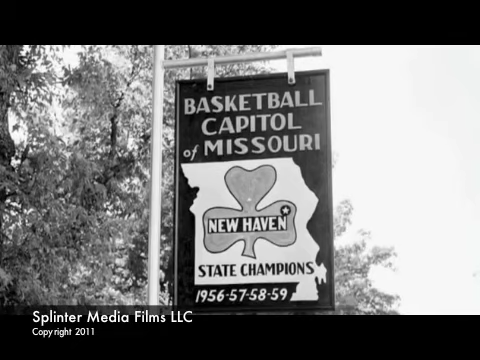 BASKETBALL
CAPITOL
of MISSOURI
NEW HAVEN
STATE CHAMPIONS
1956-57-58-59
Splinter Media Films LLC
Copyright 2011